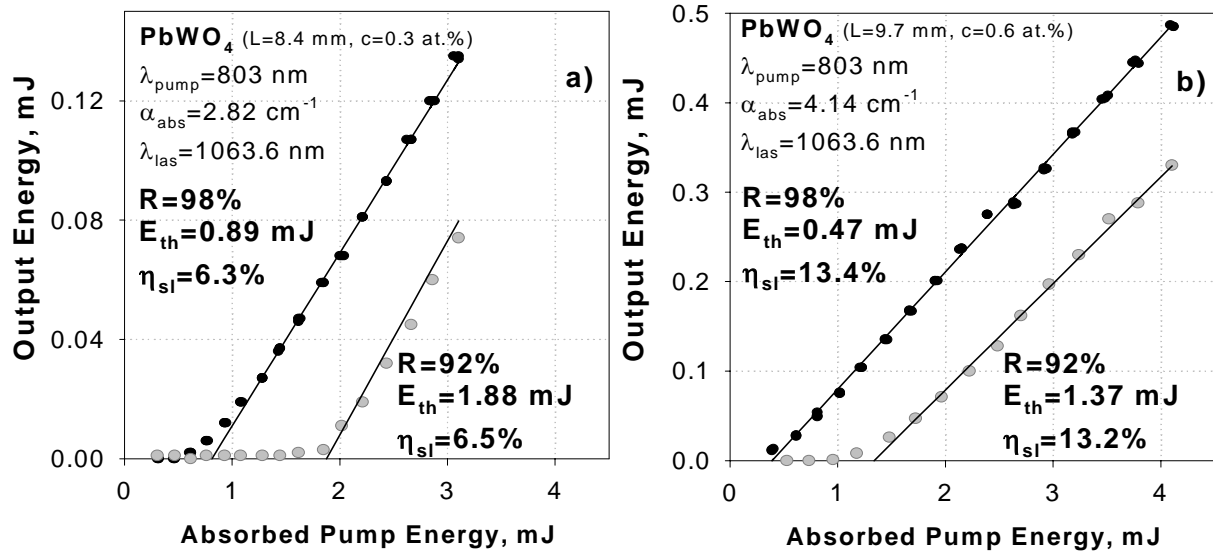 PbWO4 (L=8.4 mm, c=0.3 at.%)
λpump=803 nm
αabs=2.82 cm-1
λlas=1063.6 nm
R=98%
Eth=0.89 mJ
ηsl=6.3%
a)
R=92%
Eth=1.88 mJ
ηsl=6.5%
0.12
0.08
0.04
0.00
Output Energy, mJ
0 1 2 3 4
Absorbed Pump Energy, mJ
PbWO4 (L=9.7 mm, c=0.6 at.%)
λpump=803 nm
αabs=4.14 cm-1
λlas=1063.6 nm
R=98%
Eth=0.47 mJ
ηsl=13.4%
b)
R=92%
Eth=1.37 mJ
ηsl=13.2%
0.5
0.4
0.3
0.2
0.1
0.0
Output Energy, mJ
0 1 2 3 4
Absorbed Pump Energy, mJ